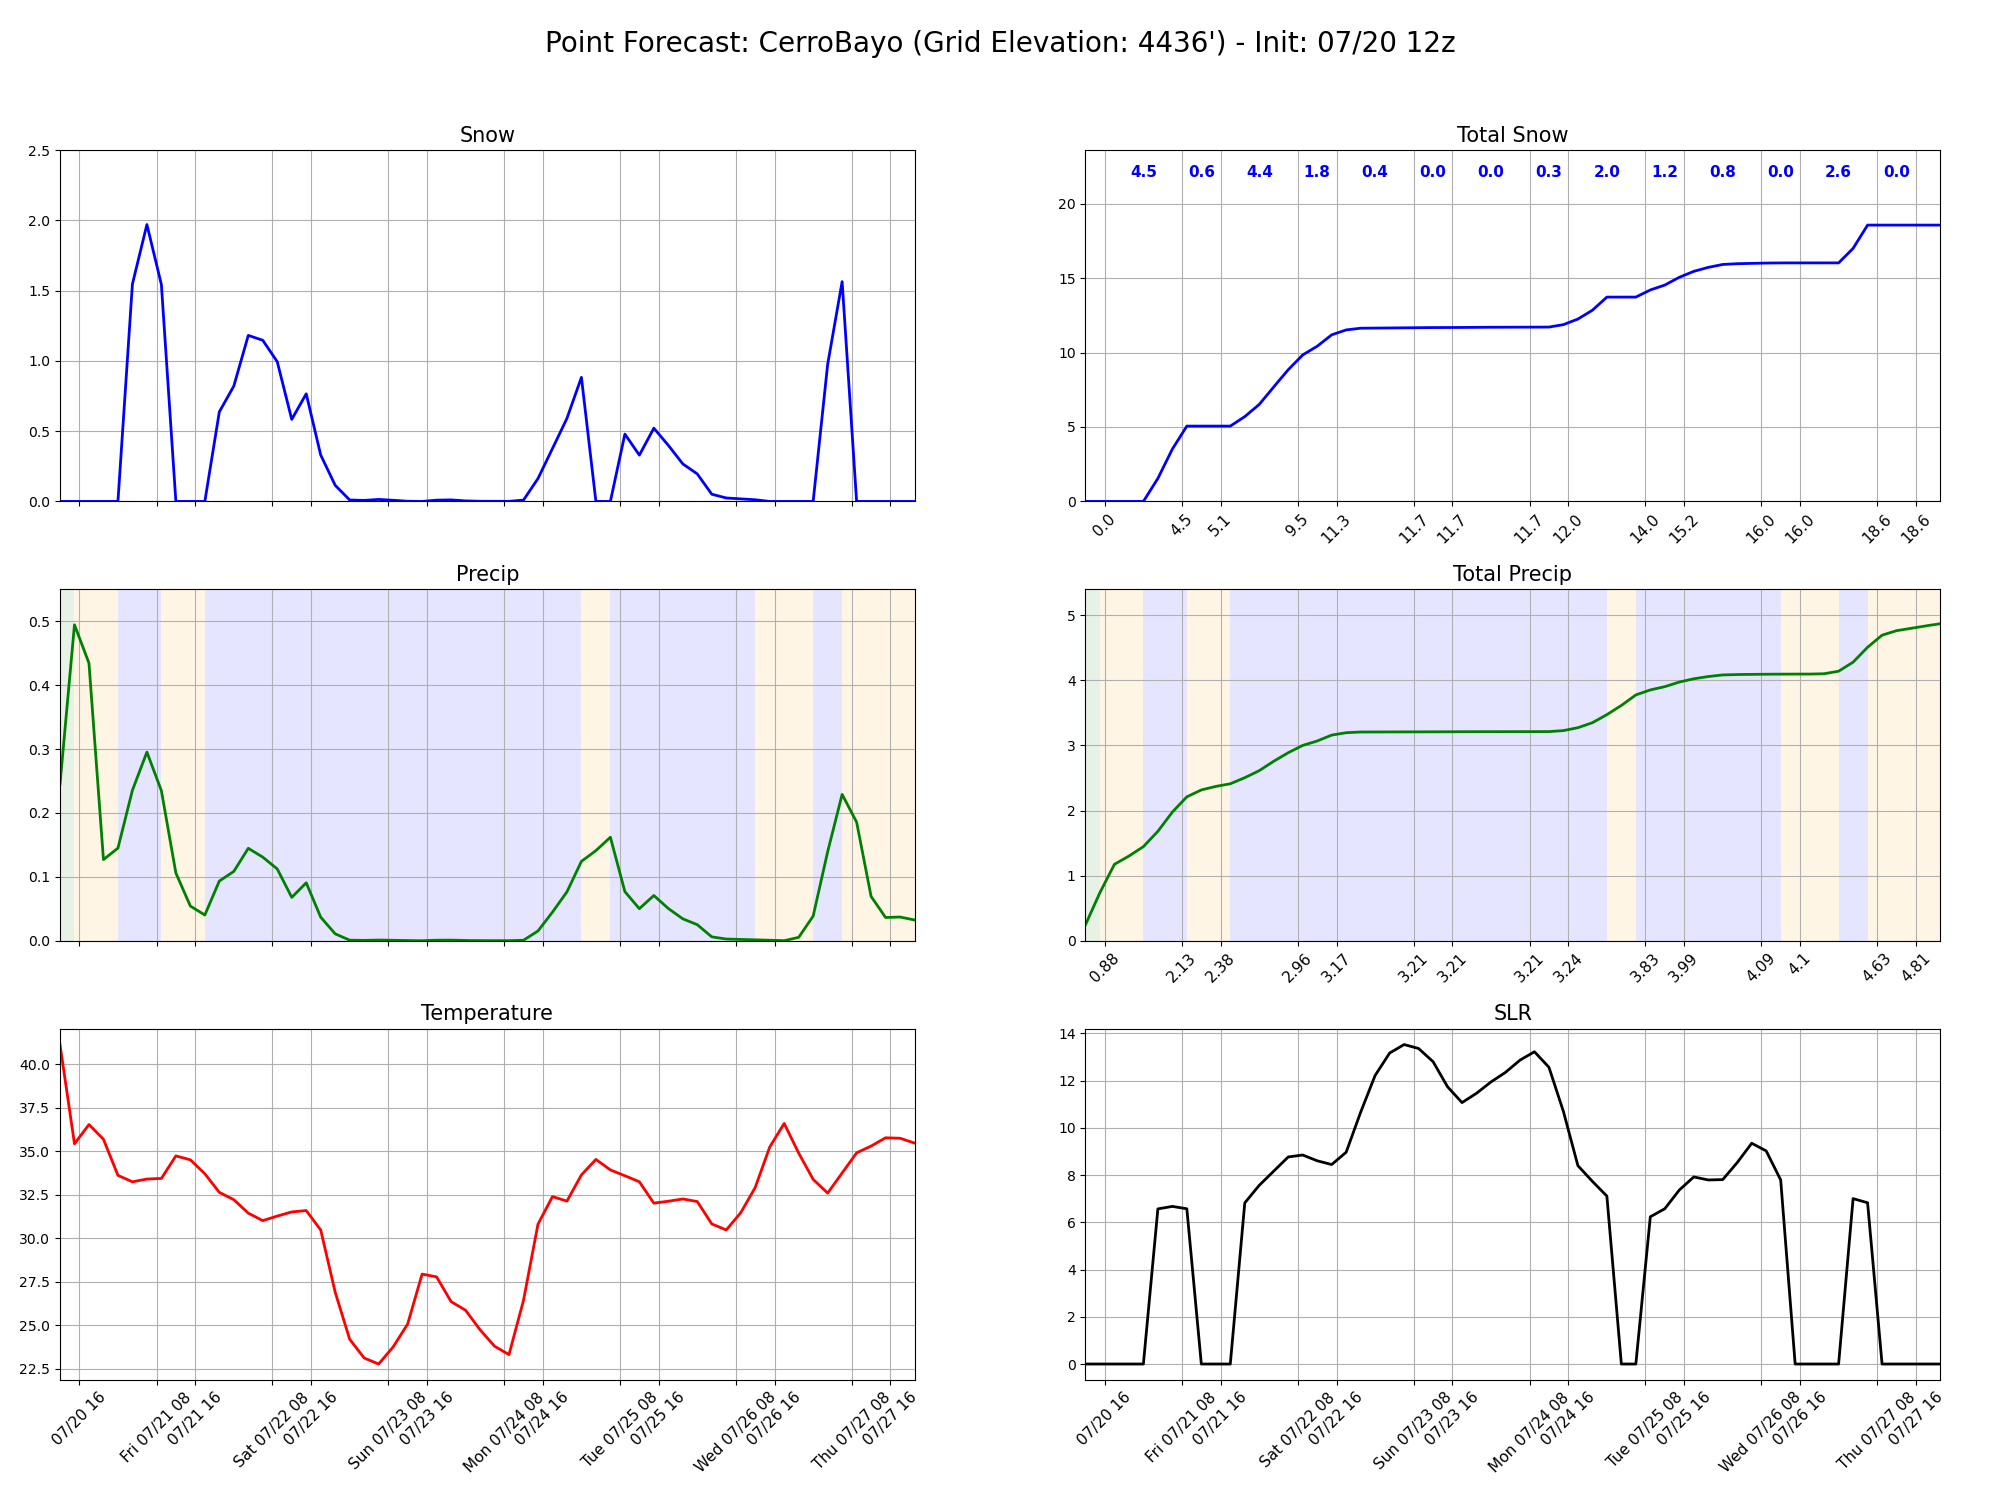 Point Forecast: CerroBayo (Grid Elevation: 4436') - Init: 07/20 12z
Snow
2.5
2.0
1.5
1.0
0.5
0.0
Total Snow
4.5 0.6 4.4 1.8 0.4 0.0 0.0 0.3 2.0 1.2 0.8 0.0 2.6 0.0
20
15
10
5
0
0.0 4.5 5.1 9.5 11.3 11.7 11.7 11.7 12.0 14.0 15.2 16.0 16.0 18.6 18.6
Precip
0.5
0.4
0.3
0.2
0.1
0.0
Total Precip
5
4
3
2
1
0
0.88 2.13 2.38 2.96 3.17 3.21 3.21 3.21 3.24 3.83 3.99 4.09 4.1 4.63 4.81
Temperature
40.0
37.5
35.0
32.5
30.0
27.5
25.0
22.5
07/20 16
Fri 07/21 08
07/21 16
Sat 07/22 08
07/22 16
Sun 07/23 08
07/23 16
Mon 07/24 08
07/24 16
Tue 07/25 08
07/25 16
Wed 07/26 08
07/26 16
Thu 07/27 08
07/27 16
SLR
14
12
10
8
6
4
2
0
07/20 16
Fri 07/21 08
07/21 16
Sat 07/22 08
07/22 16
Sun 07/23 08
07/23 16
Mon 07/24 08
07/24 16
Tue 07/25 08
07/25 16
Wed 07/26 08
07/26 16
Thu 07/27 08
07/27 16